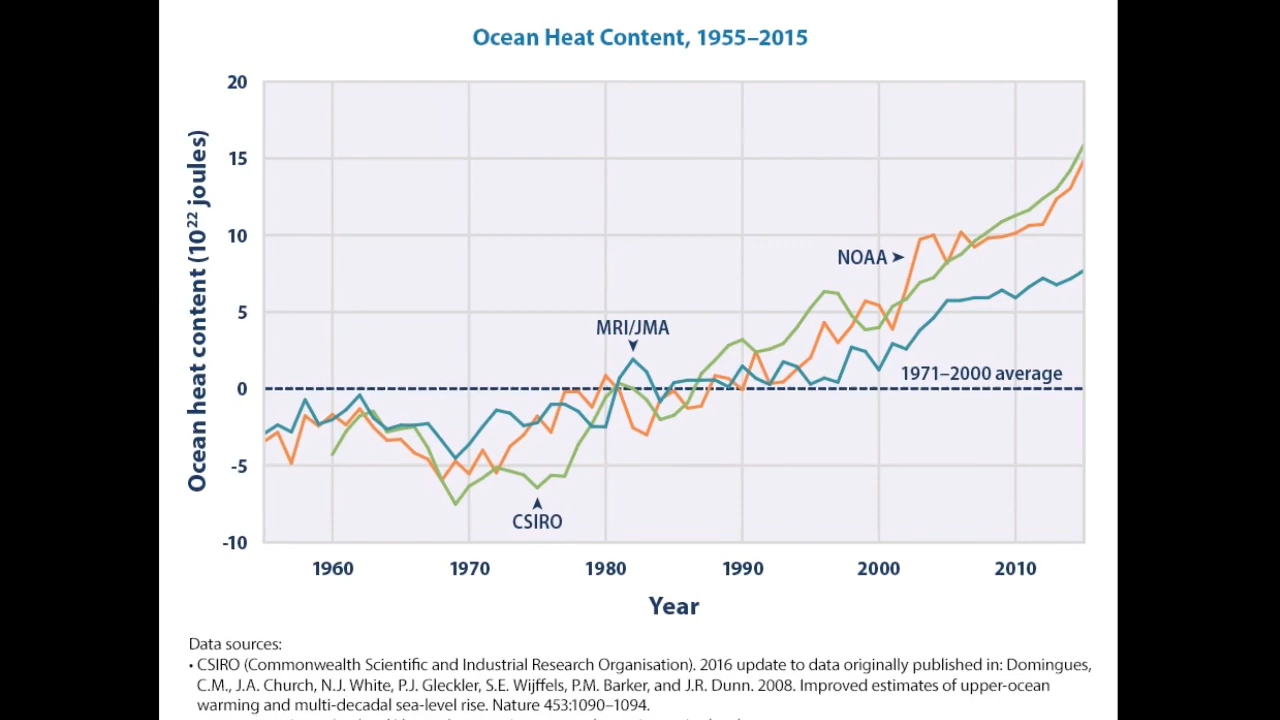 Ocean Heat Content, 1955–2015
20
15
10
5
0
-5
-10
Ocean heat content (10²² joules)
NOAA
MRI/JMA
1971–2000 average
CSIRO
1960 1970 1980 1990 2000 2010
Year
Data sources:
• CSIRO (Commonwealth Scientific and Industrial Research Organisation). 2016 update to data originally published in: Domingues,
C.M., J.A. Church, N.J. White, P.J. Gleckler, S.E. Wijffels, P.M. Barker, and J.R. Dunn. 2008. Improved estimates of upper-ocean
warming and multi-decadal sea-level rise. Nature 453:1090–1094.